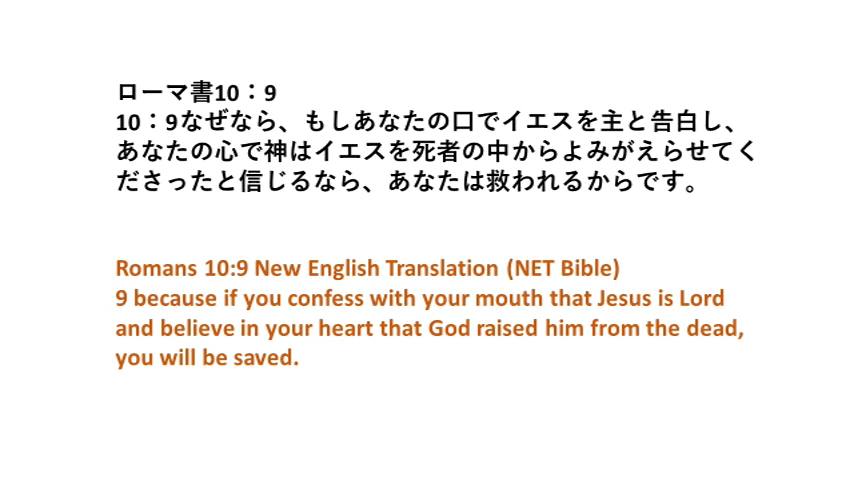 ローマ書10：9
10：9なぜなら、もしあなたの口でイエスを主と告白し、
あなたの心で神はイエスを死者の中からよみがえらせてく
ださったと信じるなら、あなたは救われるからです。
Romans 10:9 New English Translation (NET Bible)
9 because if you confess with your mouth that Jesus is Lord
and believe in your heart that God raised him from the dead,
you will be saved.